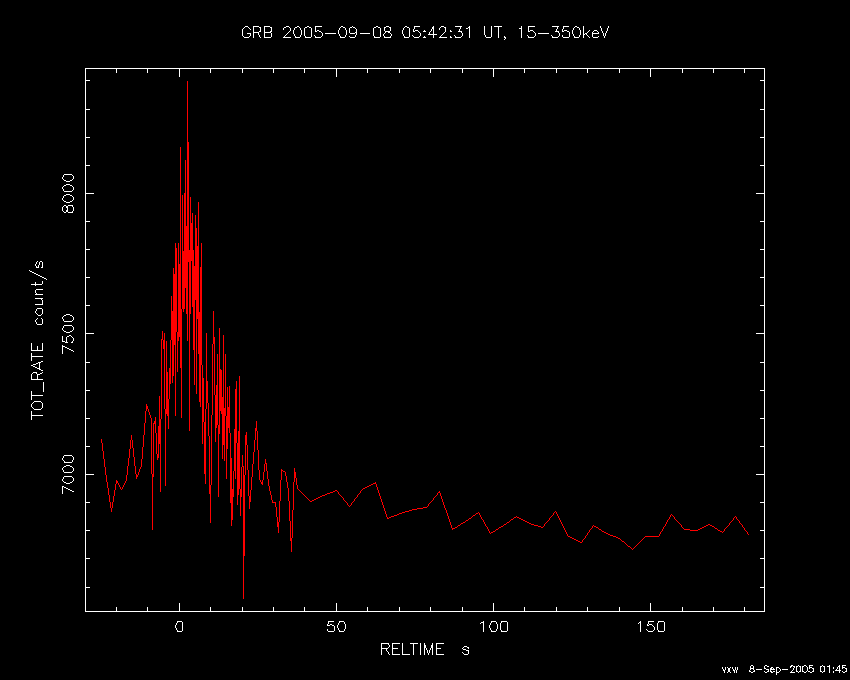 GRB 2005-09-08 05:42:31 UT, 15-350keV
8000
7500
7000
TOT_RATE count/s
0 50 100 150
RELTIME s
vxw 8-Sep-2005 01:45